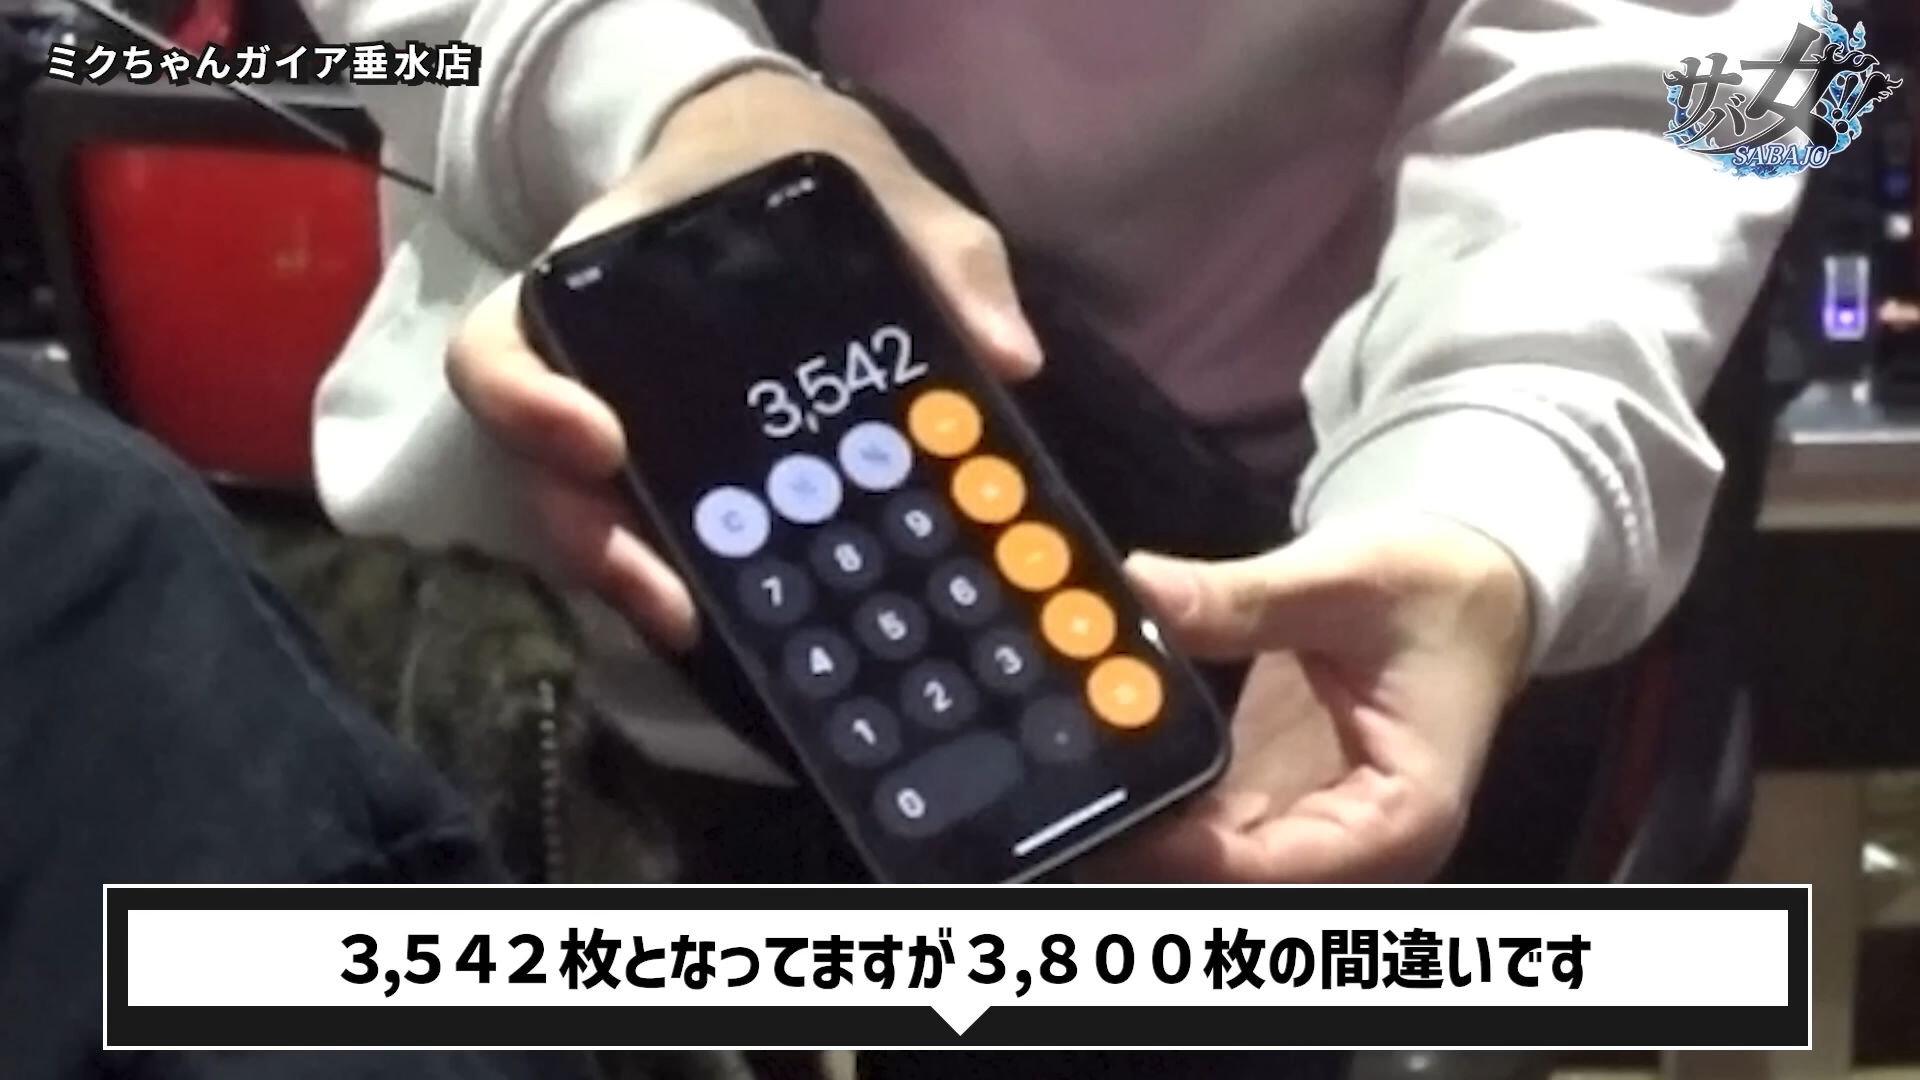 ミクちゃんガイア垂水店
サバ女!!
SABAJO
3,542
C
7 8 9
4 5 6
1 2 3
0
３,５４２枚となってますが３,８００枚の間違いです